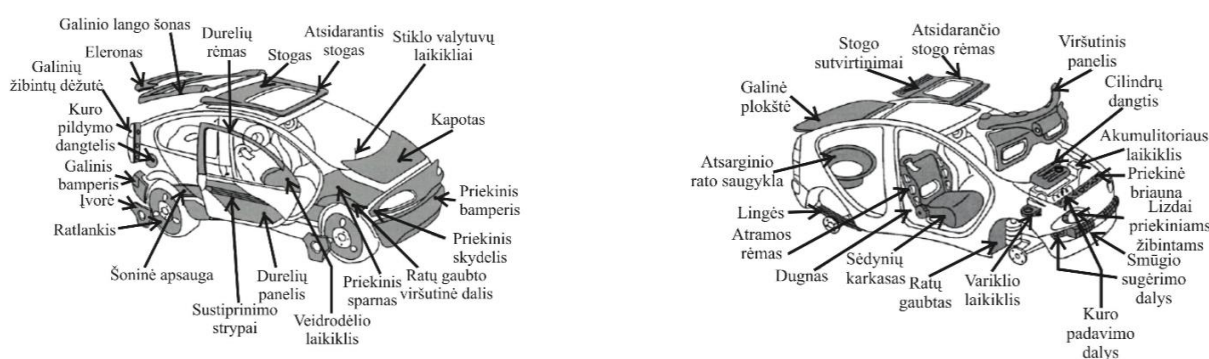 Galinio lango šonas
Eleronas
Galinių
žibintų dėžutė
Kuro
pildymo
dangtelis
Galinis
bamperis
Įvorė
Ratlankis
Šoninė apsauga
Sustiprinimo
strypai
Durelių
panelis
Veidrodėlio
laikiklis
Priekinis
sparnas
Ratų gaubto
viršutinė dalis
Priekinis
skydelis
Priekinis
bamperis
Kapotas
Stiklo valytuvų
laikikliai
Atsidarantis
stogas
Stogas
Durelių
rėmas
Stogo
sutvirtinimai
Atsidarančio
stogo rėmas
Viršutinis
panelis
Cilindrų
dangtis
Akumulitoriaus
laikiklis
Priekinė
briauna
Lizdai
priekiniams
žibintams
Smūgio
sugėrimo
dalys
Kuro
padavimo
dalys
Variklio
laikiklis
Ratų
gaubtas
Sėdynių
karkasas
Dugnas
Atramos
rėmas
Lingės
Atsarginio
rato saugykla
Galinė
plokštė